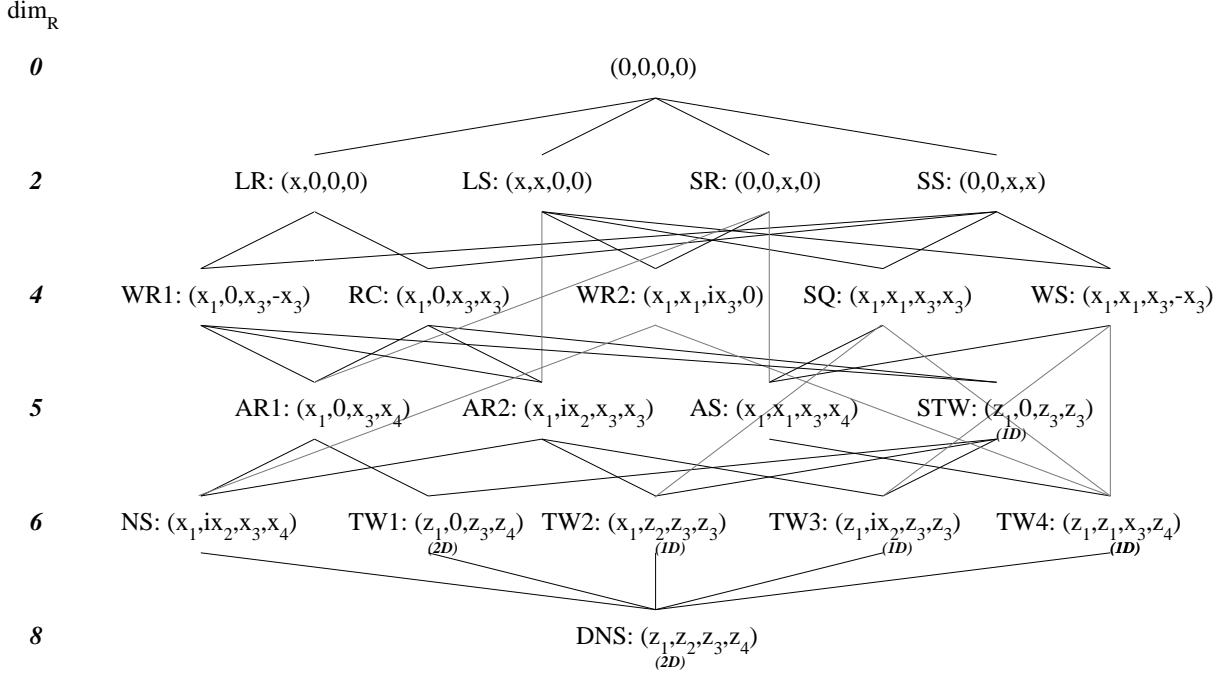 dim_R
0 (0,0,0,0)
2 LR: (x,0,0,0) LS: (x,x,0,0) SR: (0,0,x,0) SS: (0,0,x,x)
4 WR1: (x_1,0,x_3,-x_3) RC: (x_1,0,x_3,x_3) WR2: (x_1,x_1,ix_3,0) SQ: (x_1,x_1,x_3,x_3) WS: (x_1,x_1,x_3,-x_3)
5 AR1: (x_1,0,x_3,x_4) AR2: (x_1,ix_2,x_3,x_3) AS: (x_1,x_1,x_3,x_4) STW: (z_1,0,z_3,z_3)
(1D)
6 NS: (x_1,ix_2,x_3,x_4) TW1: (z_1,0,z_3,z_4) TW2: (x_1,z_2,z_3,z_3) TW3: (z_1,ix_2,z_3,z_3) TW4: (z_1,z_1,x_3,z_4)
(2D) (1D) (1D) (1D)
8 DNS: (z_1,z_2,z_3,z_4)
(2D)